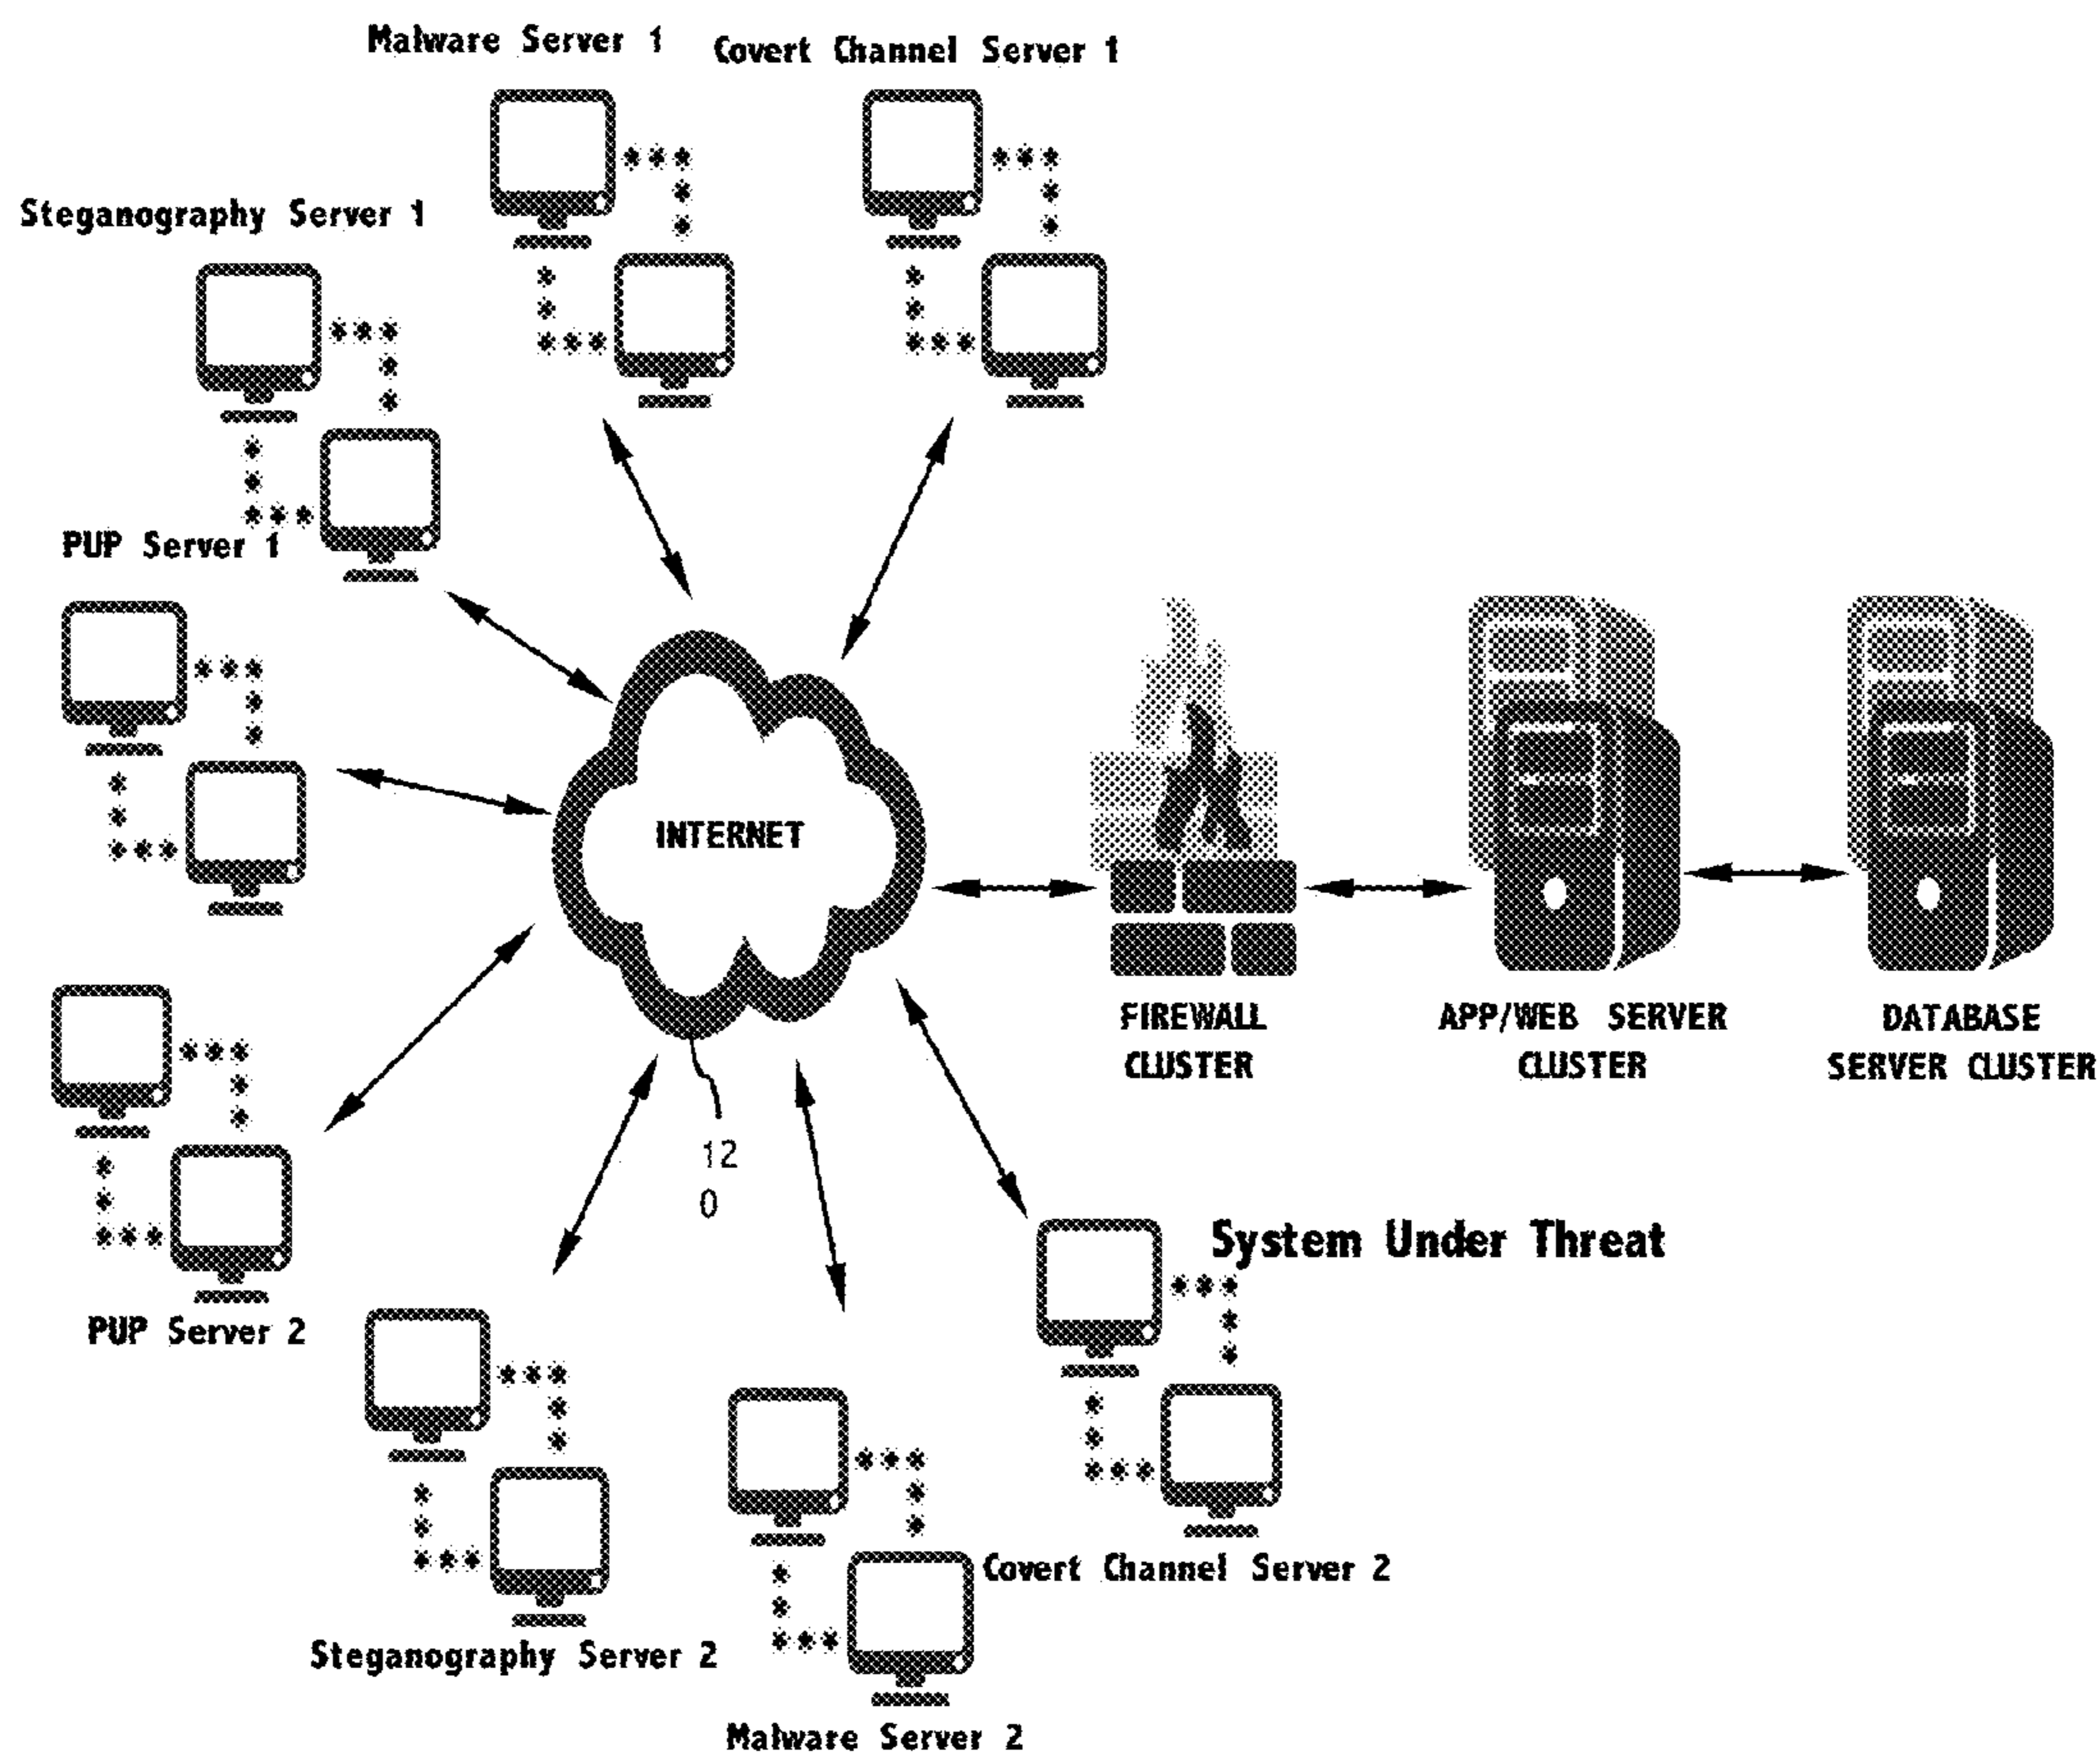 Malware Server 1
Covert Channel Server 1
Steganography Server 1
PUP Server 1
INTERNET
FIREWALL
CLUSTER
APP/WEB SERVER
CLUSTER
DATABASE
SERVER CLUSTER
12
0
System Under Threat
PUP Server 2
Covert Channel Server 2
Steganography Server 2
Malware Server 2